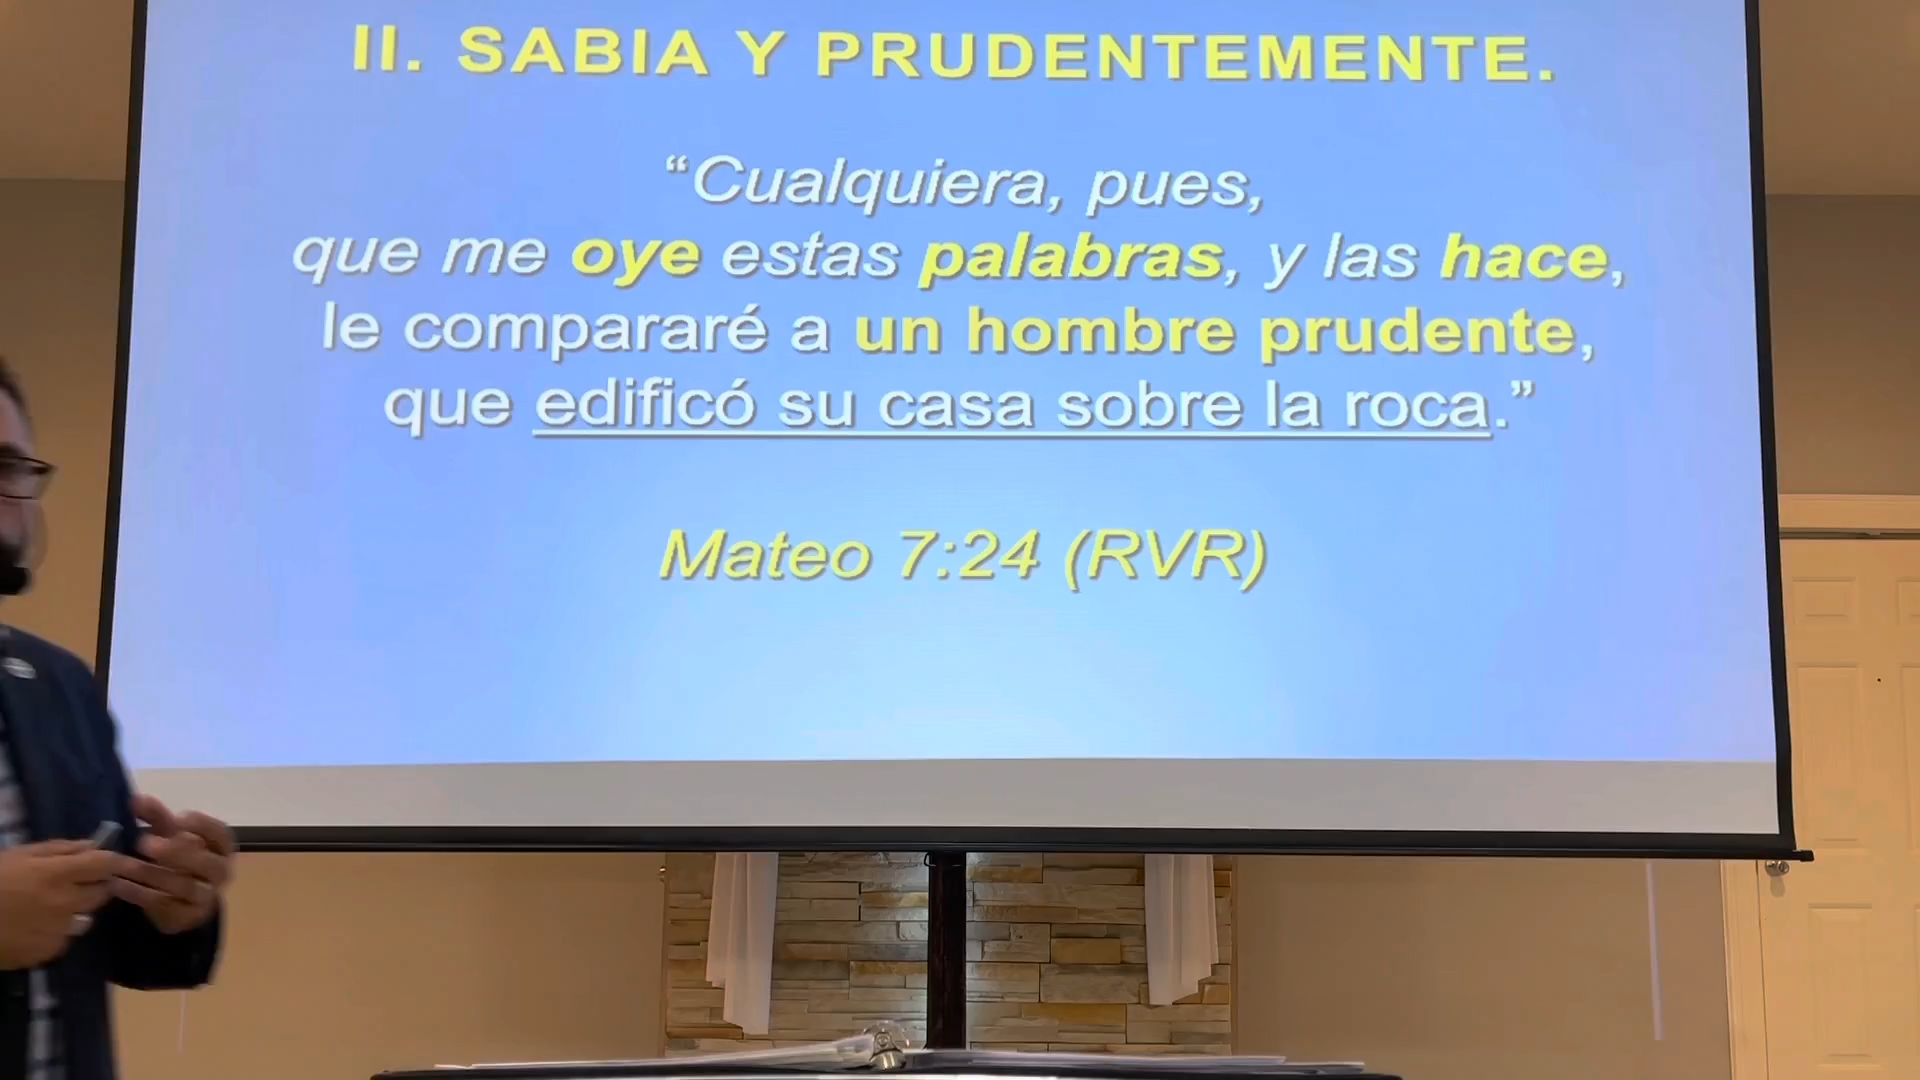 II. SABIA Y PRUDENTEMENTE.
“Cualquiera, pues,
que me oye estas palabras, y las hace,
le compararé a un hombre prudente,
que edificó su casa sobre la roca.”
Mateo 7:24 (RVR)